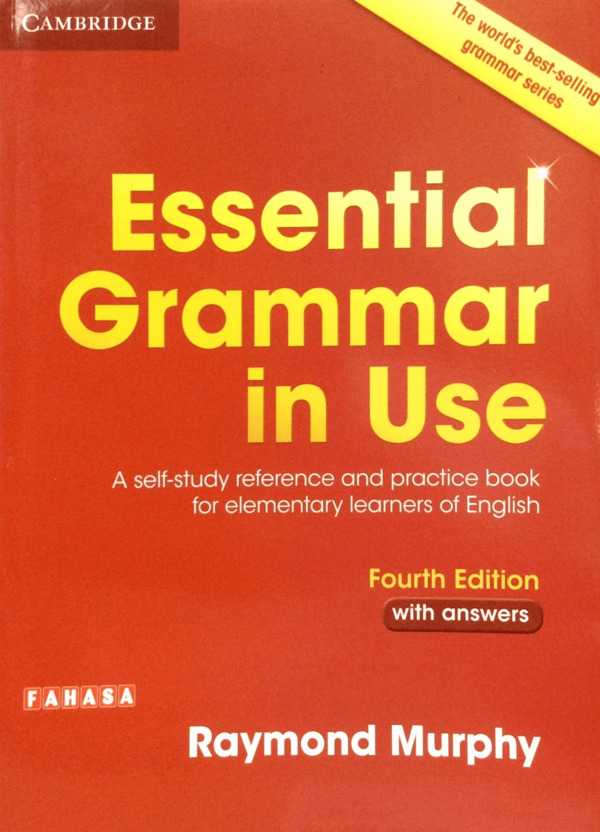 CAMBRIDGE
The world's best-selling
grammar series
Essential
Grammar
in Use
A self-study reference and practice book
for elementary learners of English
Fourth Edition
with answers
FAHASA
Raymond Murphy